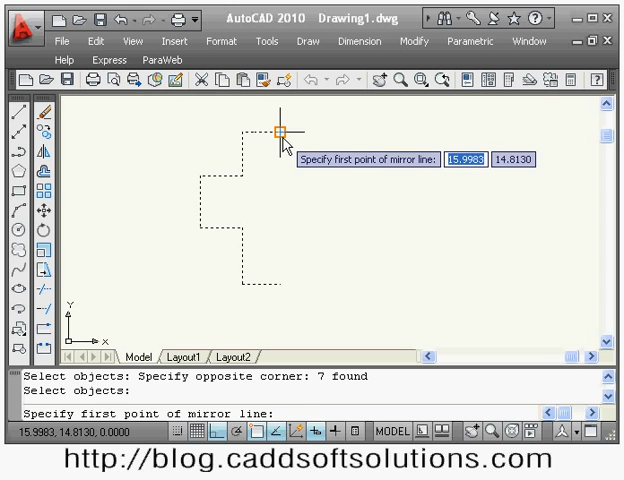 AutoCAD 2010 Drawing1.dwg
File Edit View Insert Format Tools Draw Dimension Modify Parametric Window
Help Express ParaWeb
Specify first point of mirror line: 15.9983 14.8130
Y
X
Model Layout1 Layout2
Select objects: Specify opposite corner: 7 found
Select objects:
Specify first point of mirror line:
15.9983, 14.8130, 0.0000 MODEL
http://blog.caddsoftsolutions.com